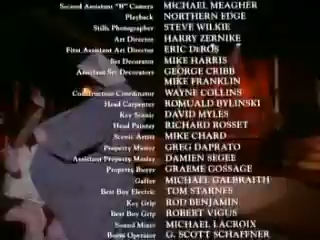 Second Assistant "B" Camera MICHAEL MEAGHER
Playback NORTHERN EDGE
Stills Photographer STEVE WILKIE
Art Director HARRY ZERNIKE
First Assistant Art Director ERIC DeROS
Set Decorator MIKE HARRIS
Assistant Set Decorators GEORGE CRIBB
MIKE FRANKLIN
Construction Coordinator WAYNE COLLINS
Head Carpenter ROMUALD BYLINSKI
Key Scenic DAVID MYLES
Head Painter RICHARD ROSSET
Scenic Artist MIKE CHARD
Property Master GREG DAPRATO
Assistant Property Master DAMIEN SEGEE
Property Buyer GRAEME GOSSAGE
Gaffer MICHAEL GALBRAITH
Best Boy Electric TOM STARNES
Key Grip ROD BENJAMIN
Best Boy Grip ROBERT VIGUS
Sound Mixer MICHAEL LACROIX
Boom Operator G. SCOTT SCHAFFNER